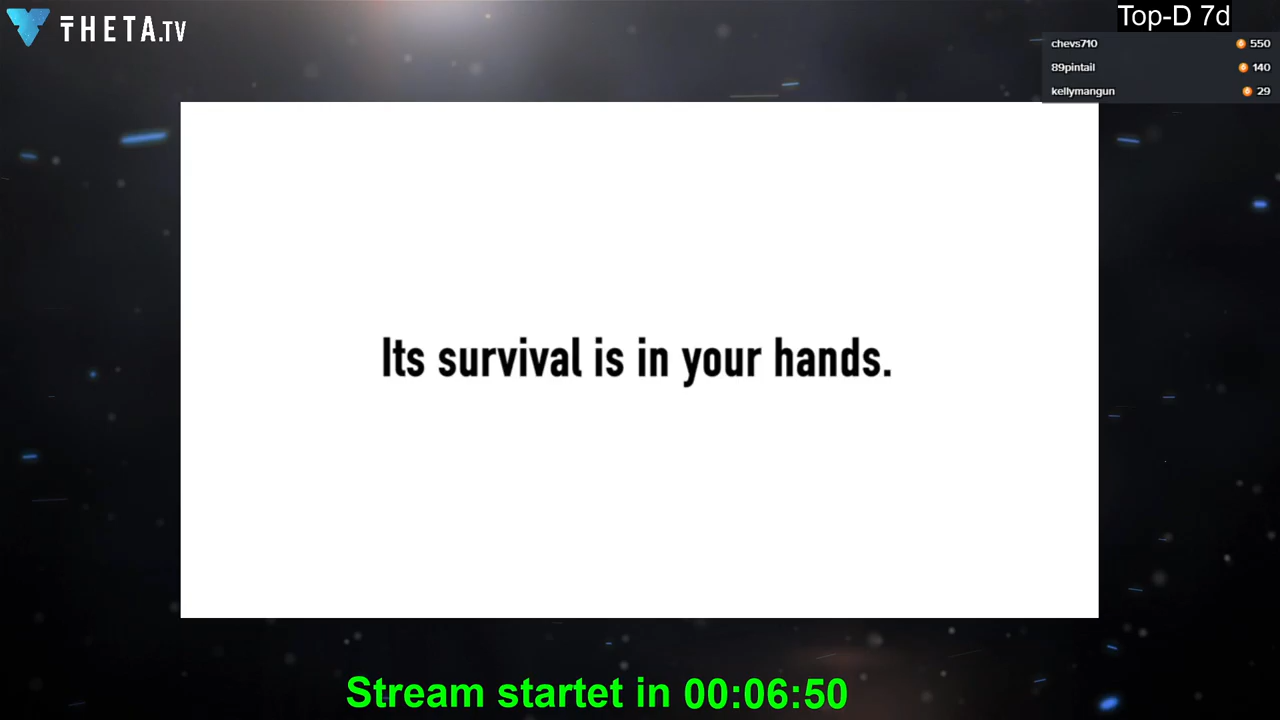 THETA.TV
Top-D 7d
chevs710 550
89pintail 140
kellymangun 29
Its survival is in your hands.
Stream startet in 00:06:50